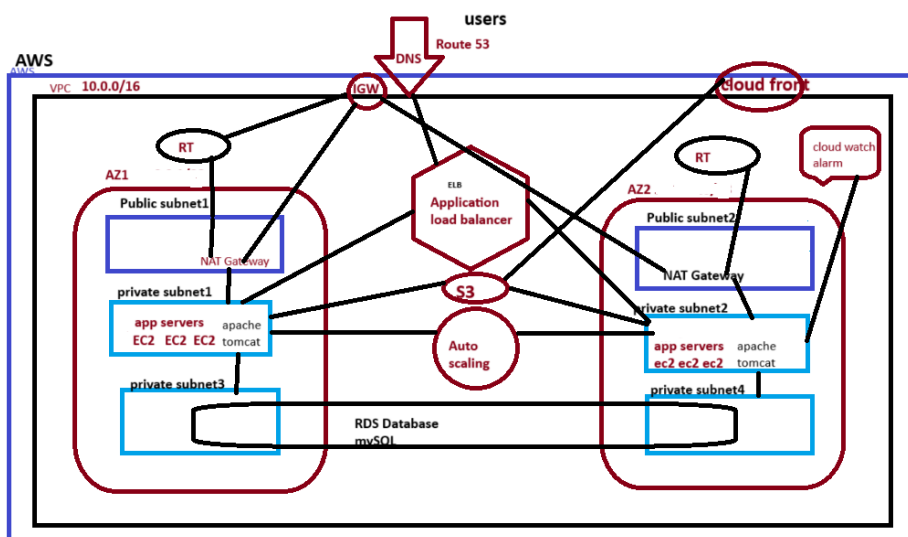 users
Route 53
DNS
AWS
AWS
VPC 10.0.0/16
IGW
cloud front
RT
RT
cloud watch
alarm
AZ1
AZ2
ELB
Application
load balancer
Public subnet1
Public subnet2
NAT Gateway
NAT Gateway
private subnet1
S3
private subnet2
app servers
EC2 EC2 EC2
apache
tomcat
Auto
scaling
app servers
ec2 ec2 ec2
apache
tomcat
private subnet3
private subnet4
RDS Database
mySQL